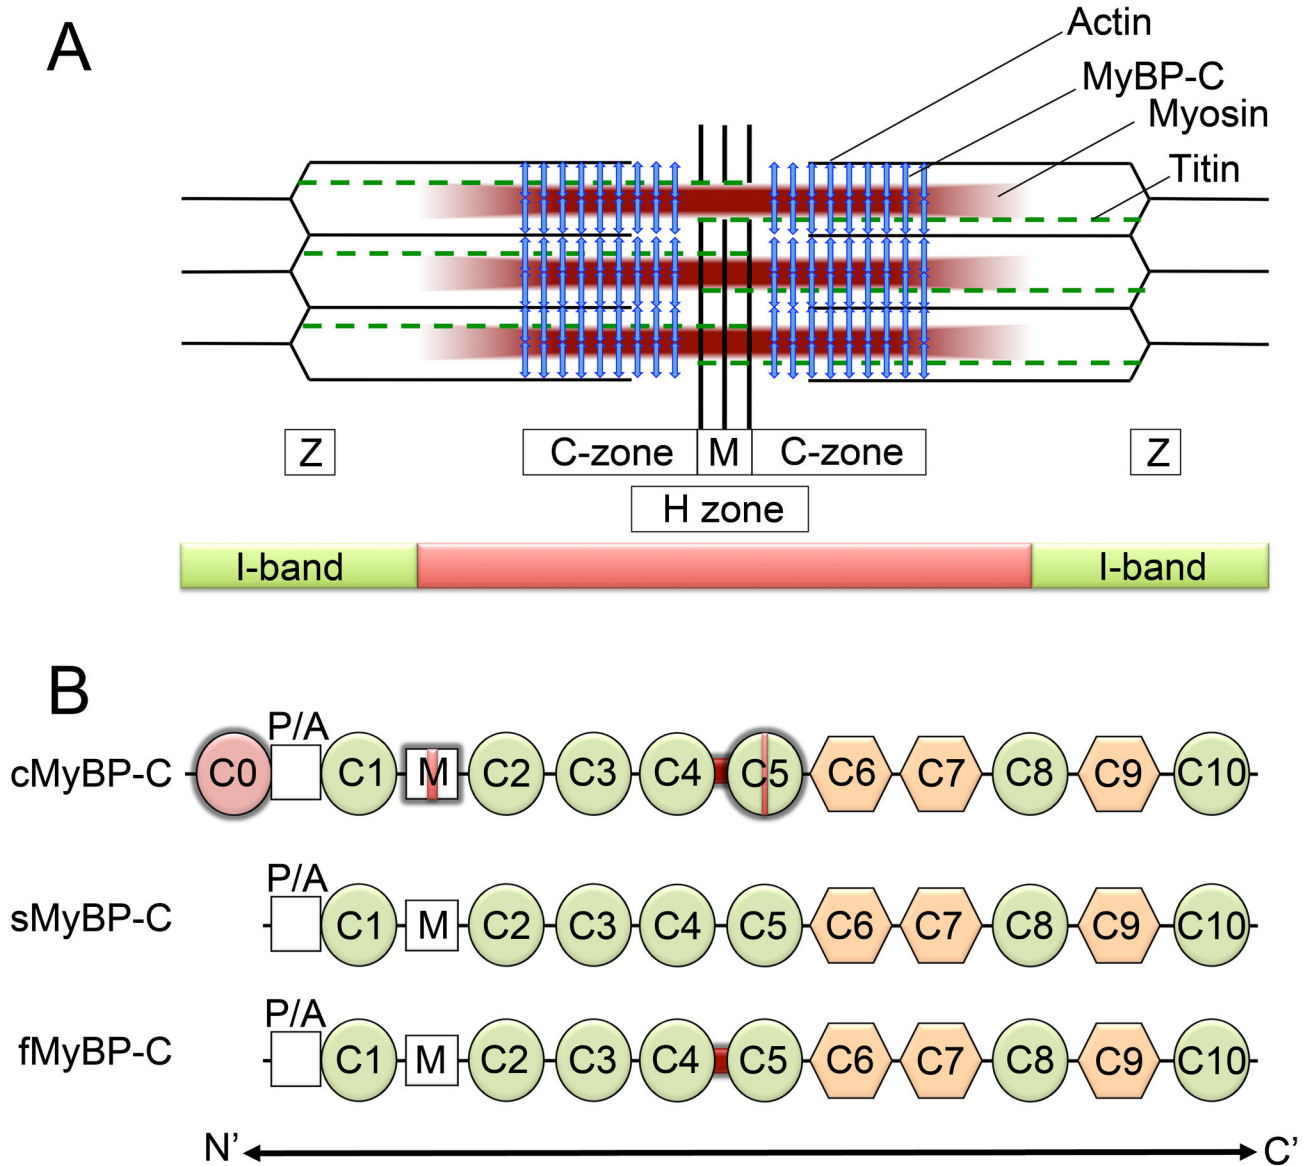 A
Actin
MyBP-C
Myosin
Titin
Z C-zone M C-zone Z
H zone
I-band I-band
B
P/A
cMyBP-C C0 C1 M C2 C3 C4 C5 C6 C7 C8 C9 C10
P/A
sMyBP-C C1 M C2 C3 C4 C5 C6 C7 C8 C9 C10
P/A
fMyBP-C C1 M C2 C3 C4 C5 C6 C7 C8 C9 C10
N’ C’